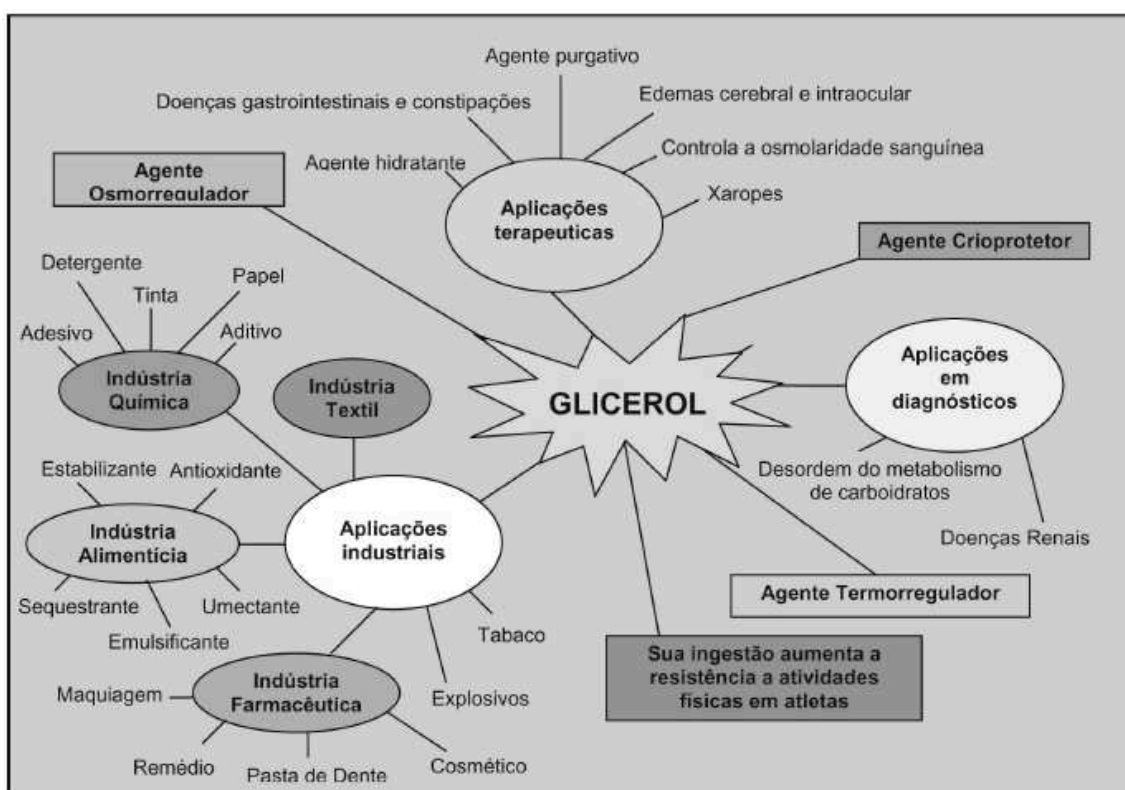 Agente purgativo
Doenças gastrointestinais e constipações
Edemas cerebral e intraocular
Agente hidratante
Controla a osmolaridade sanguínea
Xaropes
Aplicações
terapeuticas
Agente
Osmorregulador
Agente Crioprotetor
Detergente
Tinta
Papel
Adesivo
Aditivo
Indústria
Química
Indústria
Textil
GLICEROL
Aplicações
em
diagnósticos
Desordem do metabolismo
de carboidratos
Doenças Renais
Estabilizante
Antioxidante
Indústria
Alimentícia
Sequestrante
Emulsificante
Umectante
Aplicações
industriais
Tabaco
Explosivos
Agente Termorregulador
Sua ingestão aumenta a
resistência a atividades
físicas em atletas
Maquiagem
Indústria
Farmacêutica
Remédio
Pasta de Dente
Cosmético